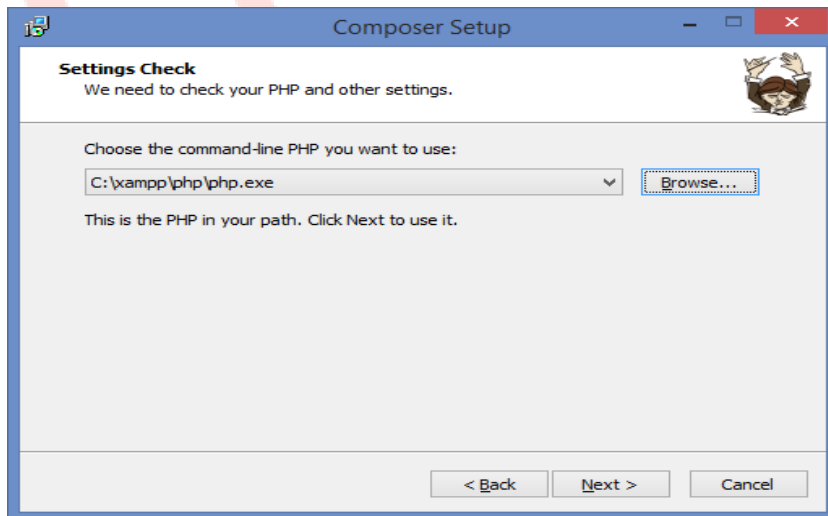 Composer Setup
Settings Check
We need to check your PHP and other settings.
Choose the command-line PHP you want to use:
C:\xampp\php\php.exe
Browse...
This is the PHP in your path. Click Next to use it.
< Back
Next >
Cancel